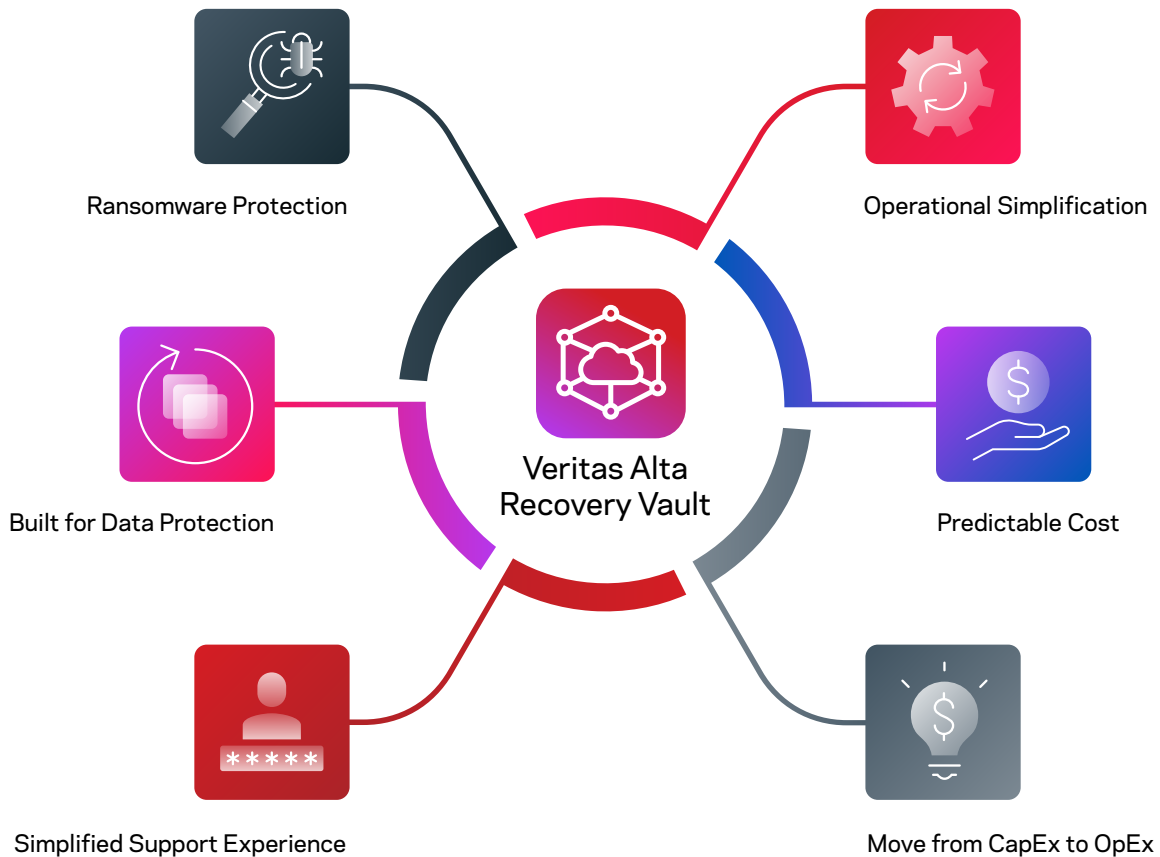 Ransomware Protection
Operational Simplification
Veritas Alta
Recovery Vault
Built for Data Protection
Predictable Cost
Simplified Support Experience
Move from CapEx to OpEx